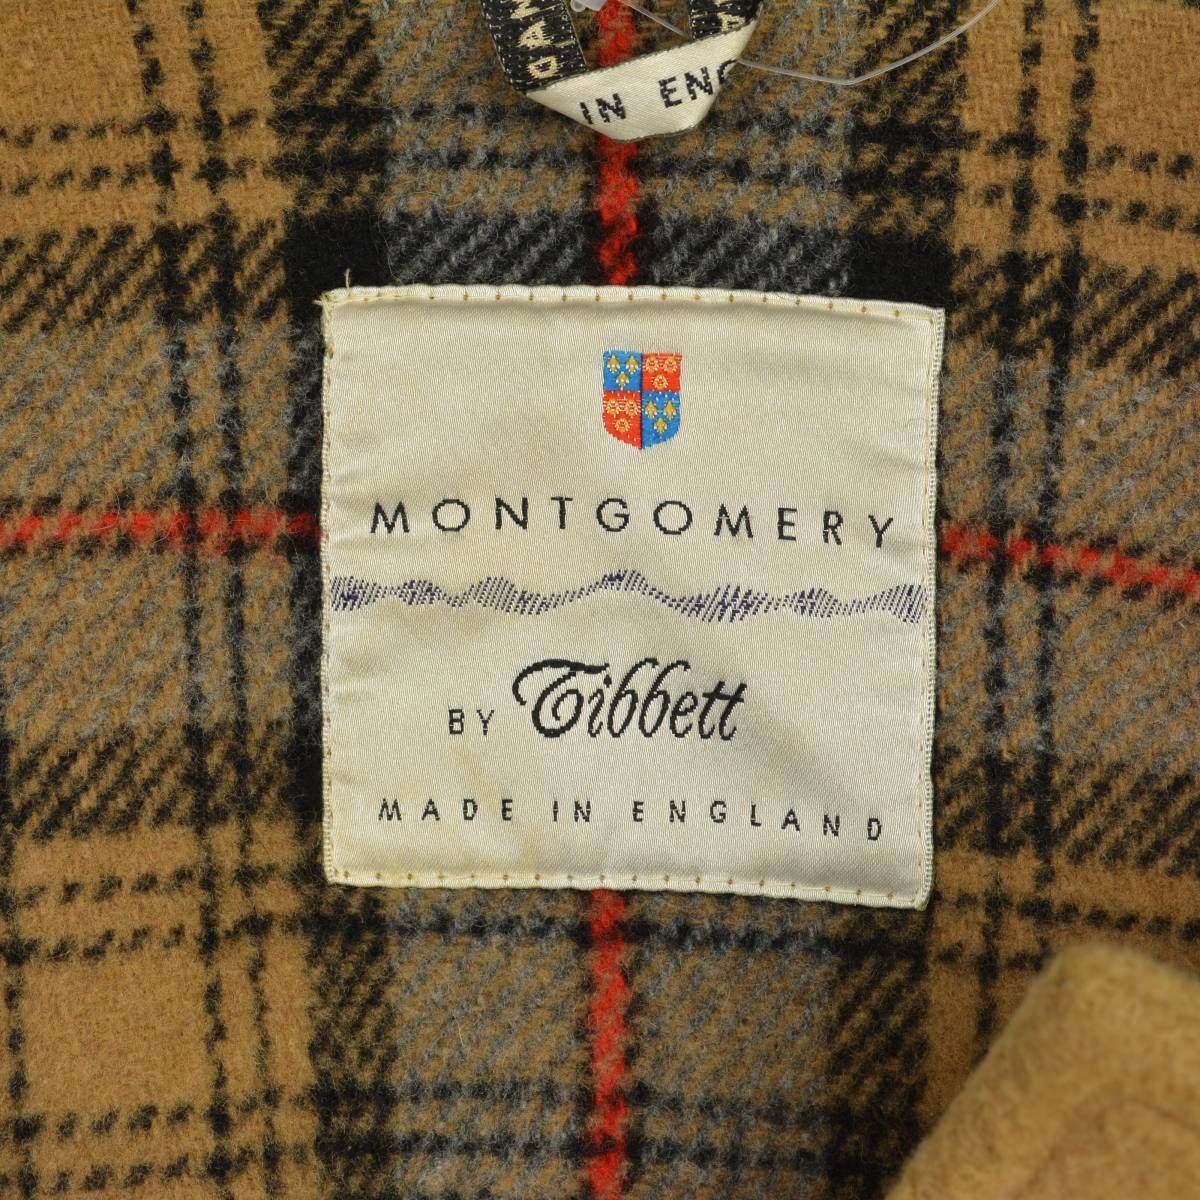 IN ENG
MONTGOMERY
BY Tibbett
MADE IN ENGLAND